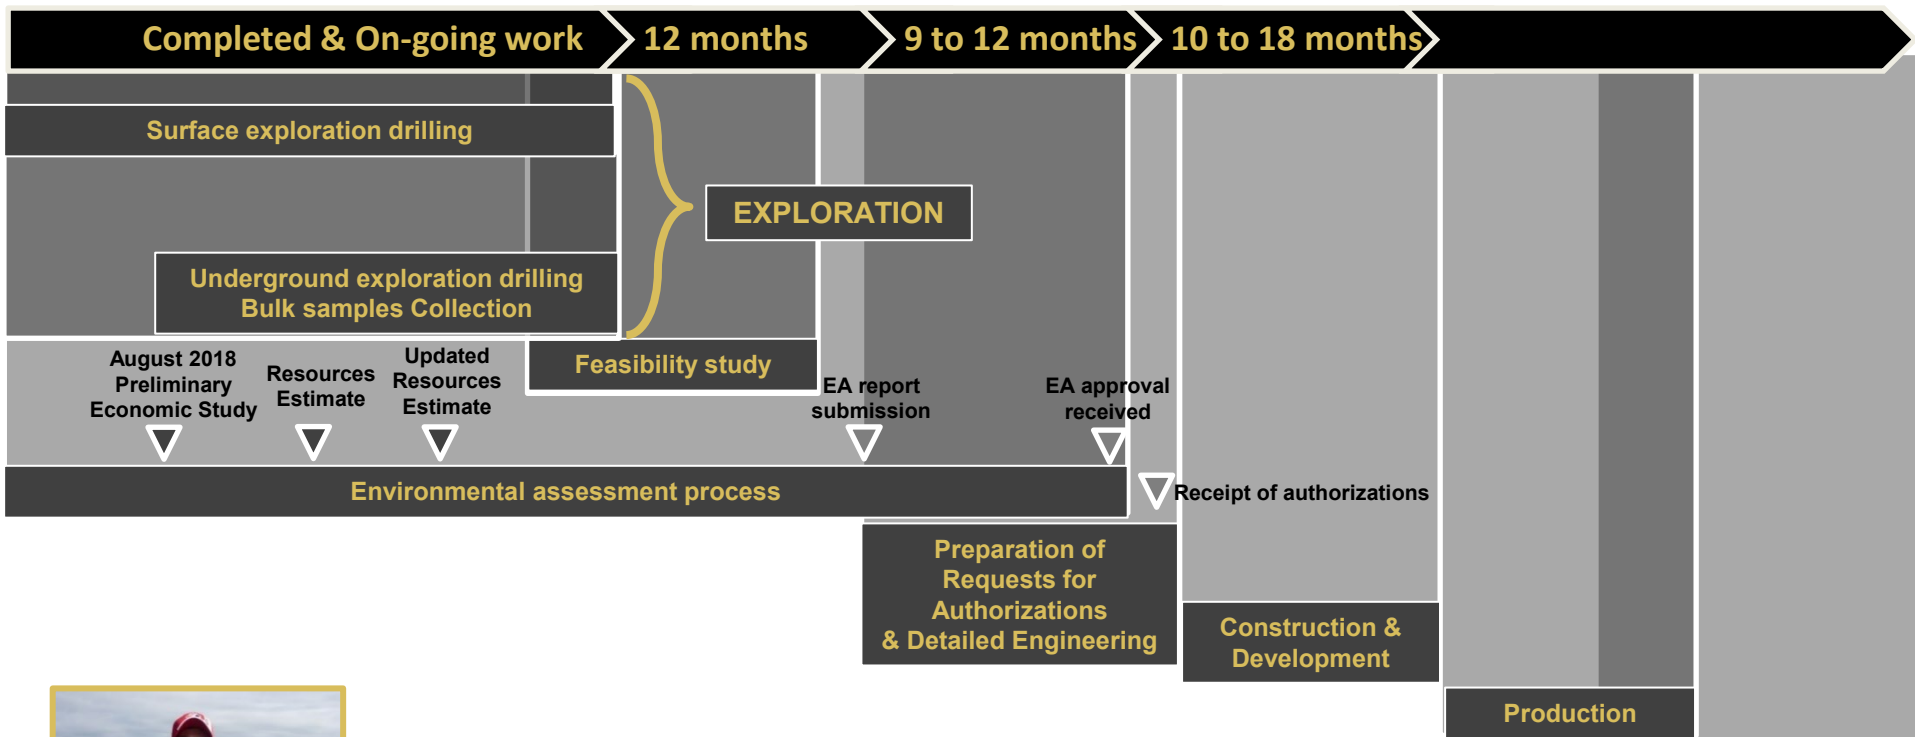 Completed & On-going work
12 months
9 to 12 months
10 to 18 months
Surface exploration drilling
EXPLORATION
Underground exploration drilling
Bulk samples Collection
Feasibility study
August 2018
Preliminary
Economic Study
Resources
Estimate
Updated
Resources
Estimate
EA report
submission
EA approval
received
Environmental assessment process
Receipt of authorizations
Preparation of
Requests for
Authorizations
& Detailed Engineering
Construction &
Development
Production